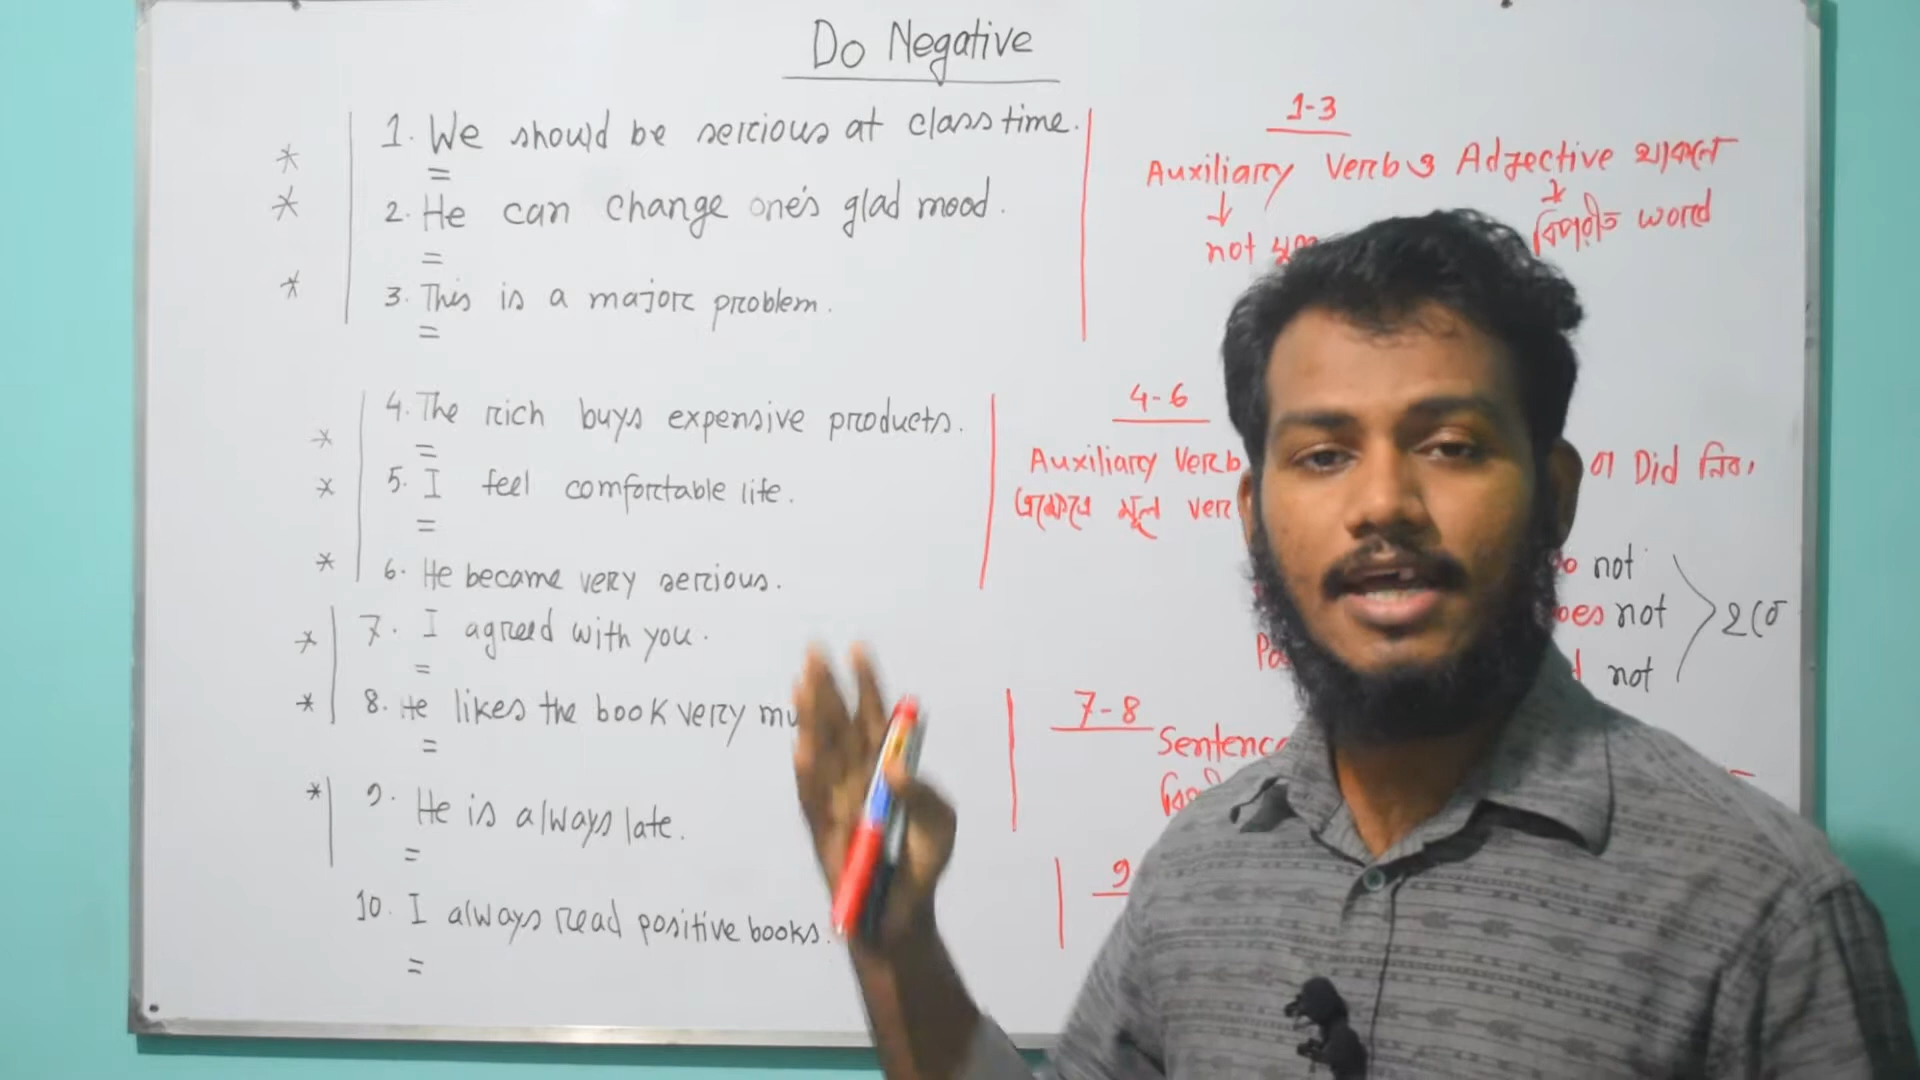 Do Negative
1. We should be serious at class time.
=
2. He can change one's glad mood.
=
3. This is a major problem.
=
4. The rich buys expensive products.
=
5. I feel comfortable life.
=
6. He became very serious.
7. I agreed with you.
=
8. He likes the book very
=
9. He is always late.
=
10. I always read positive books.
=
1-3
Auxiliary Verb ও Adjective থাকলে
not
বিপরীত word
4-6
Auxiliary Verb
বা Did নিব।
এক্ষেত্রে মূল
not
not
not
7-8
9